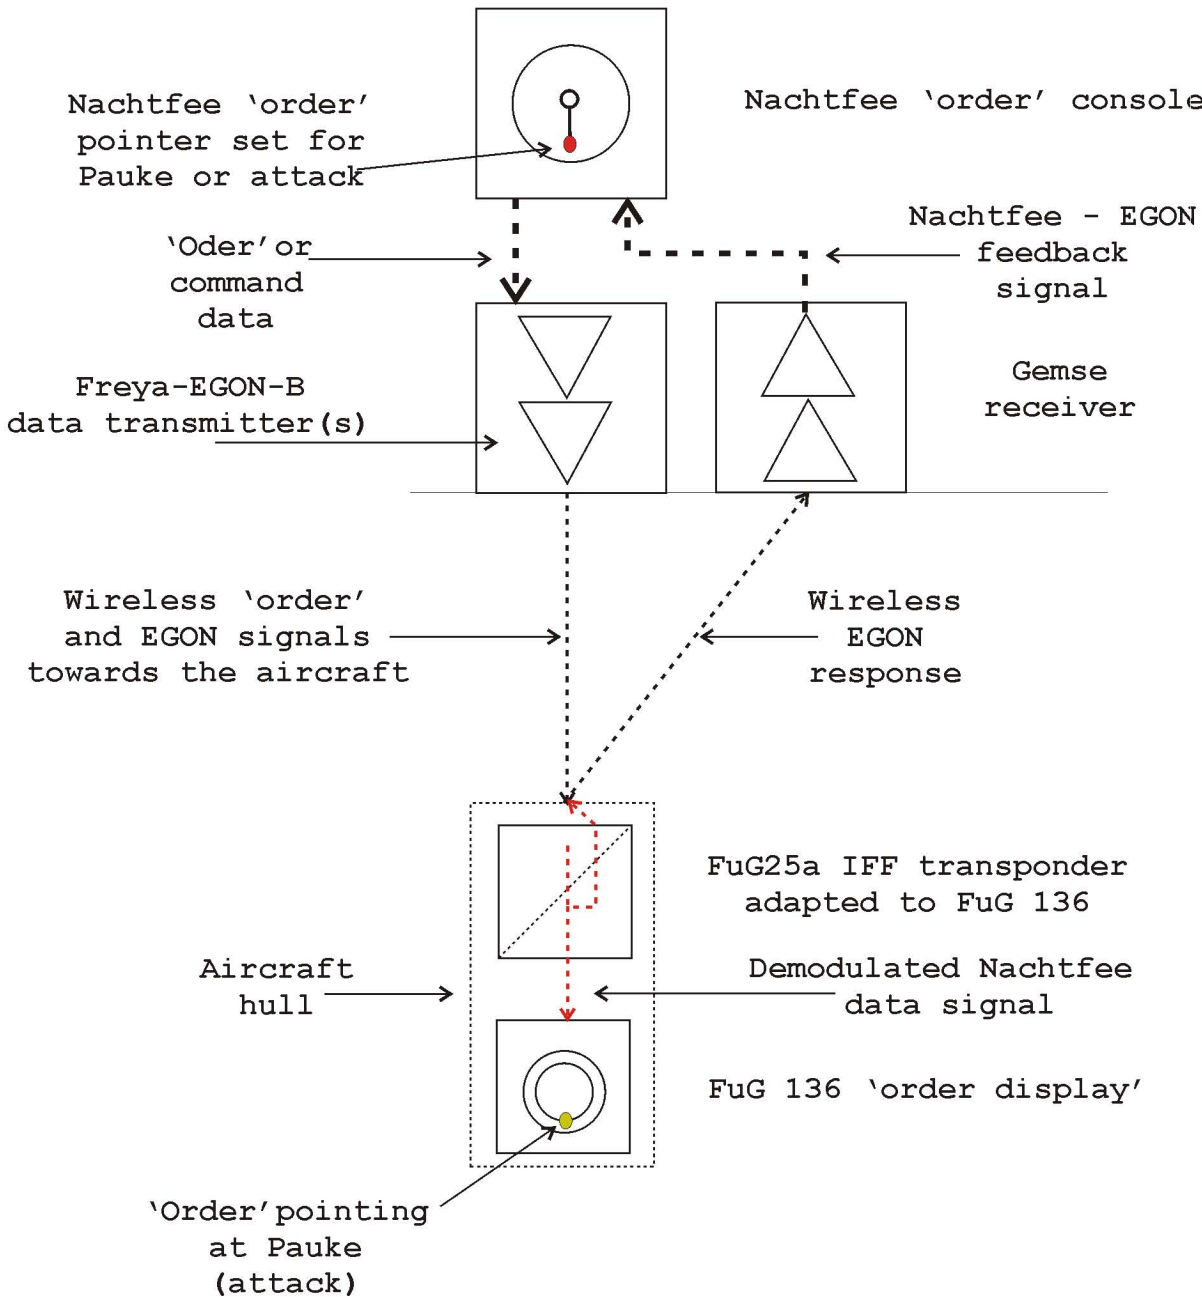 Nachtfee ‘order’
pointer set for
Pauke or attack
Nachtfee ‘order’ console
Nachtfee - EGON
feedback
signal
‘Oder’or
command
data
Freya-EGON-B
data transmitter(s)
Gemse
receiver
Wireless ‘order’
and EGON signals
towards the aircraft
Wireless
EGON
response
FuG25a IFF transponder
adapted to FuG 136
Aircraft
hull
Demodulated Nachtfee
data signal
FuG 136 ‘order display’
‘Order’pointing
at Pauke
(attack)